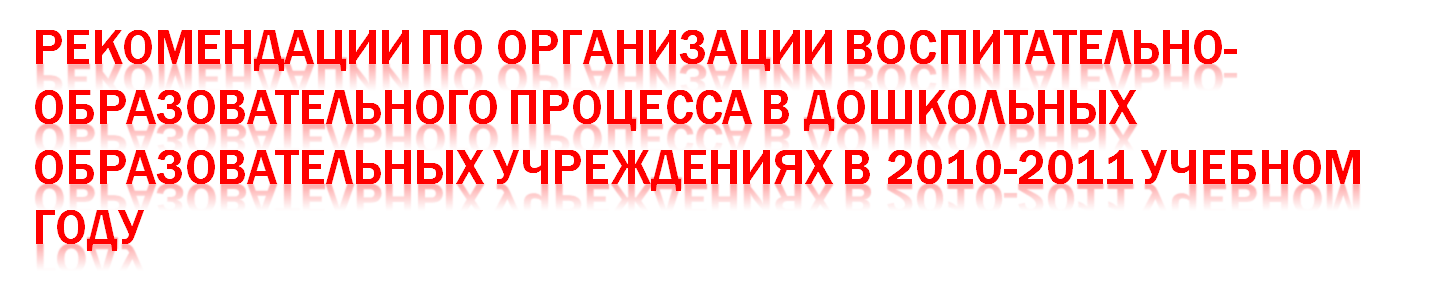 РЕКОМЕНДАЦИИ ПО ОРГАНИЗАЦИИ ВОСПИТАТЕЛЬНО-
ОБРАЗОВАТЕЛЬНОГО ПРОЦЕССА В ДОШКОЛЬНЫХ
ОБРАЗОВАТЕЛЬНЫХ УЧРЕЖДЕНИЯХ В 2010-2011 УЧЕБНОМ
ГОДУ